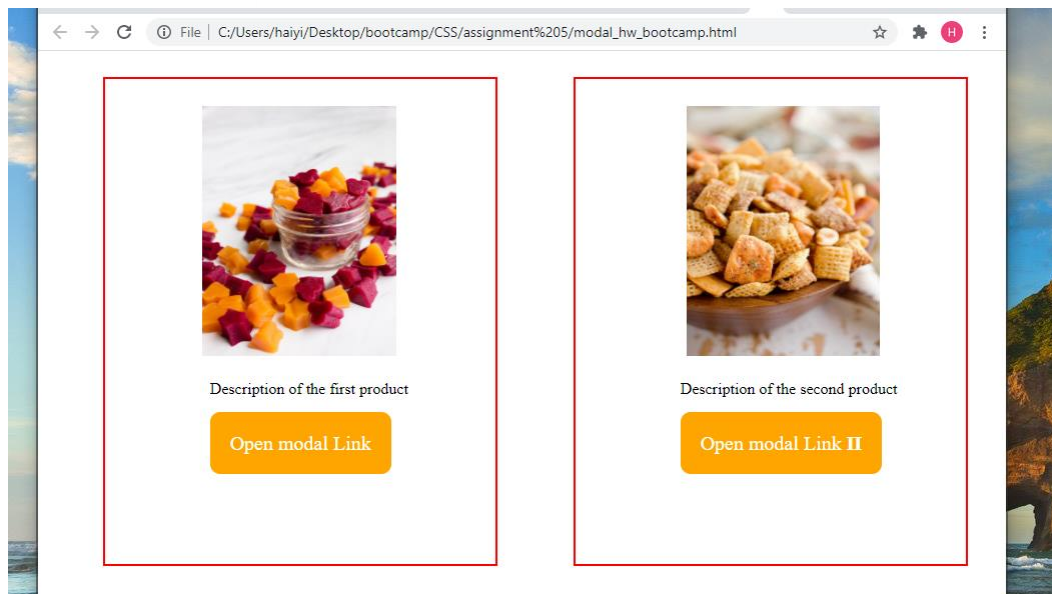 File C:/Users/haiyi/Desktop/bootcamp/CSS/assignment%205/modal_hw_bootcamp.html
H
Description of the first product
Open modal Link
Description of the second product
Open modal Link II